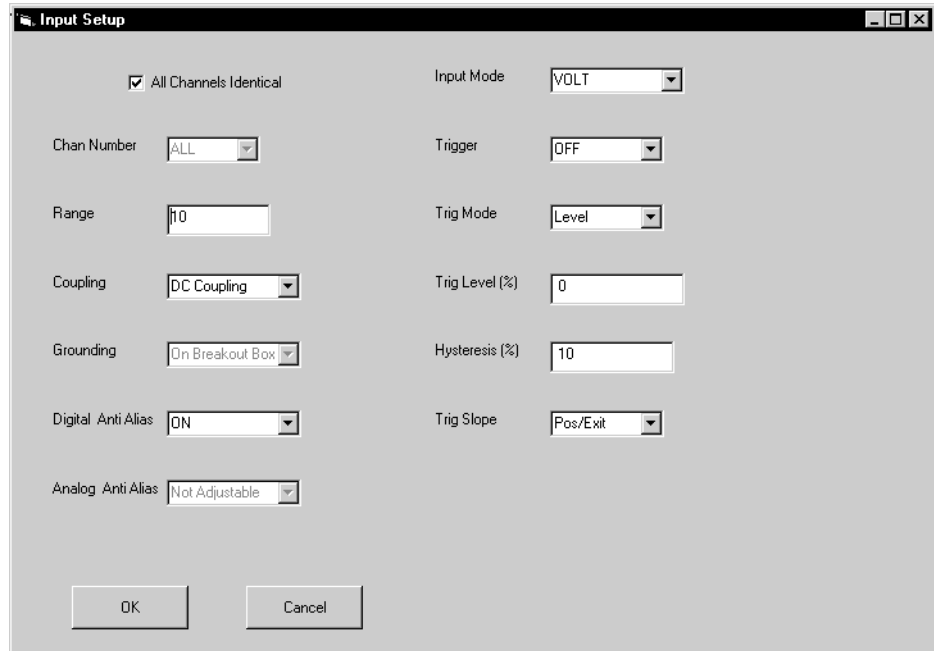 Input Setup
All Channels Identical
Input Mode VOLT
Chan Number ALL
Trigger OFF
Range 10
Trig Mode Level
Coupling DC Coupling
Trig Level (%) 0
Grounding On Breakout Box
Hysteresis (%) 10
Digital Anti Alias ON
Trig Slope Pos/Exit
Analog Anti Alias Not Adjustable
OK Cancel